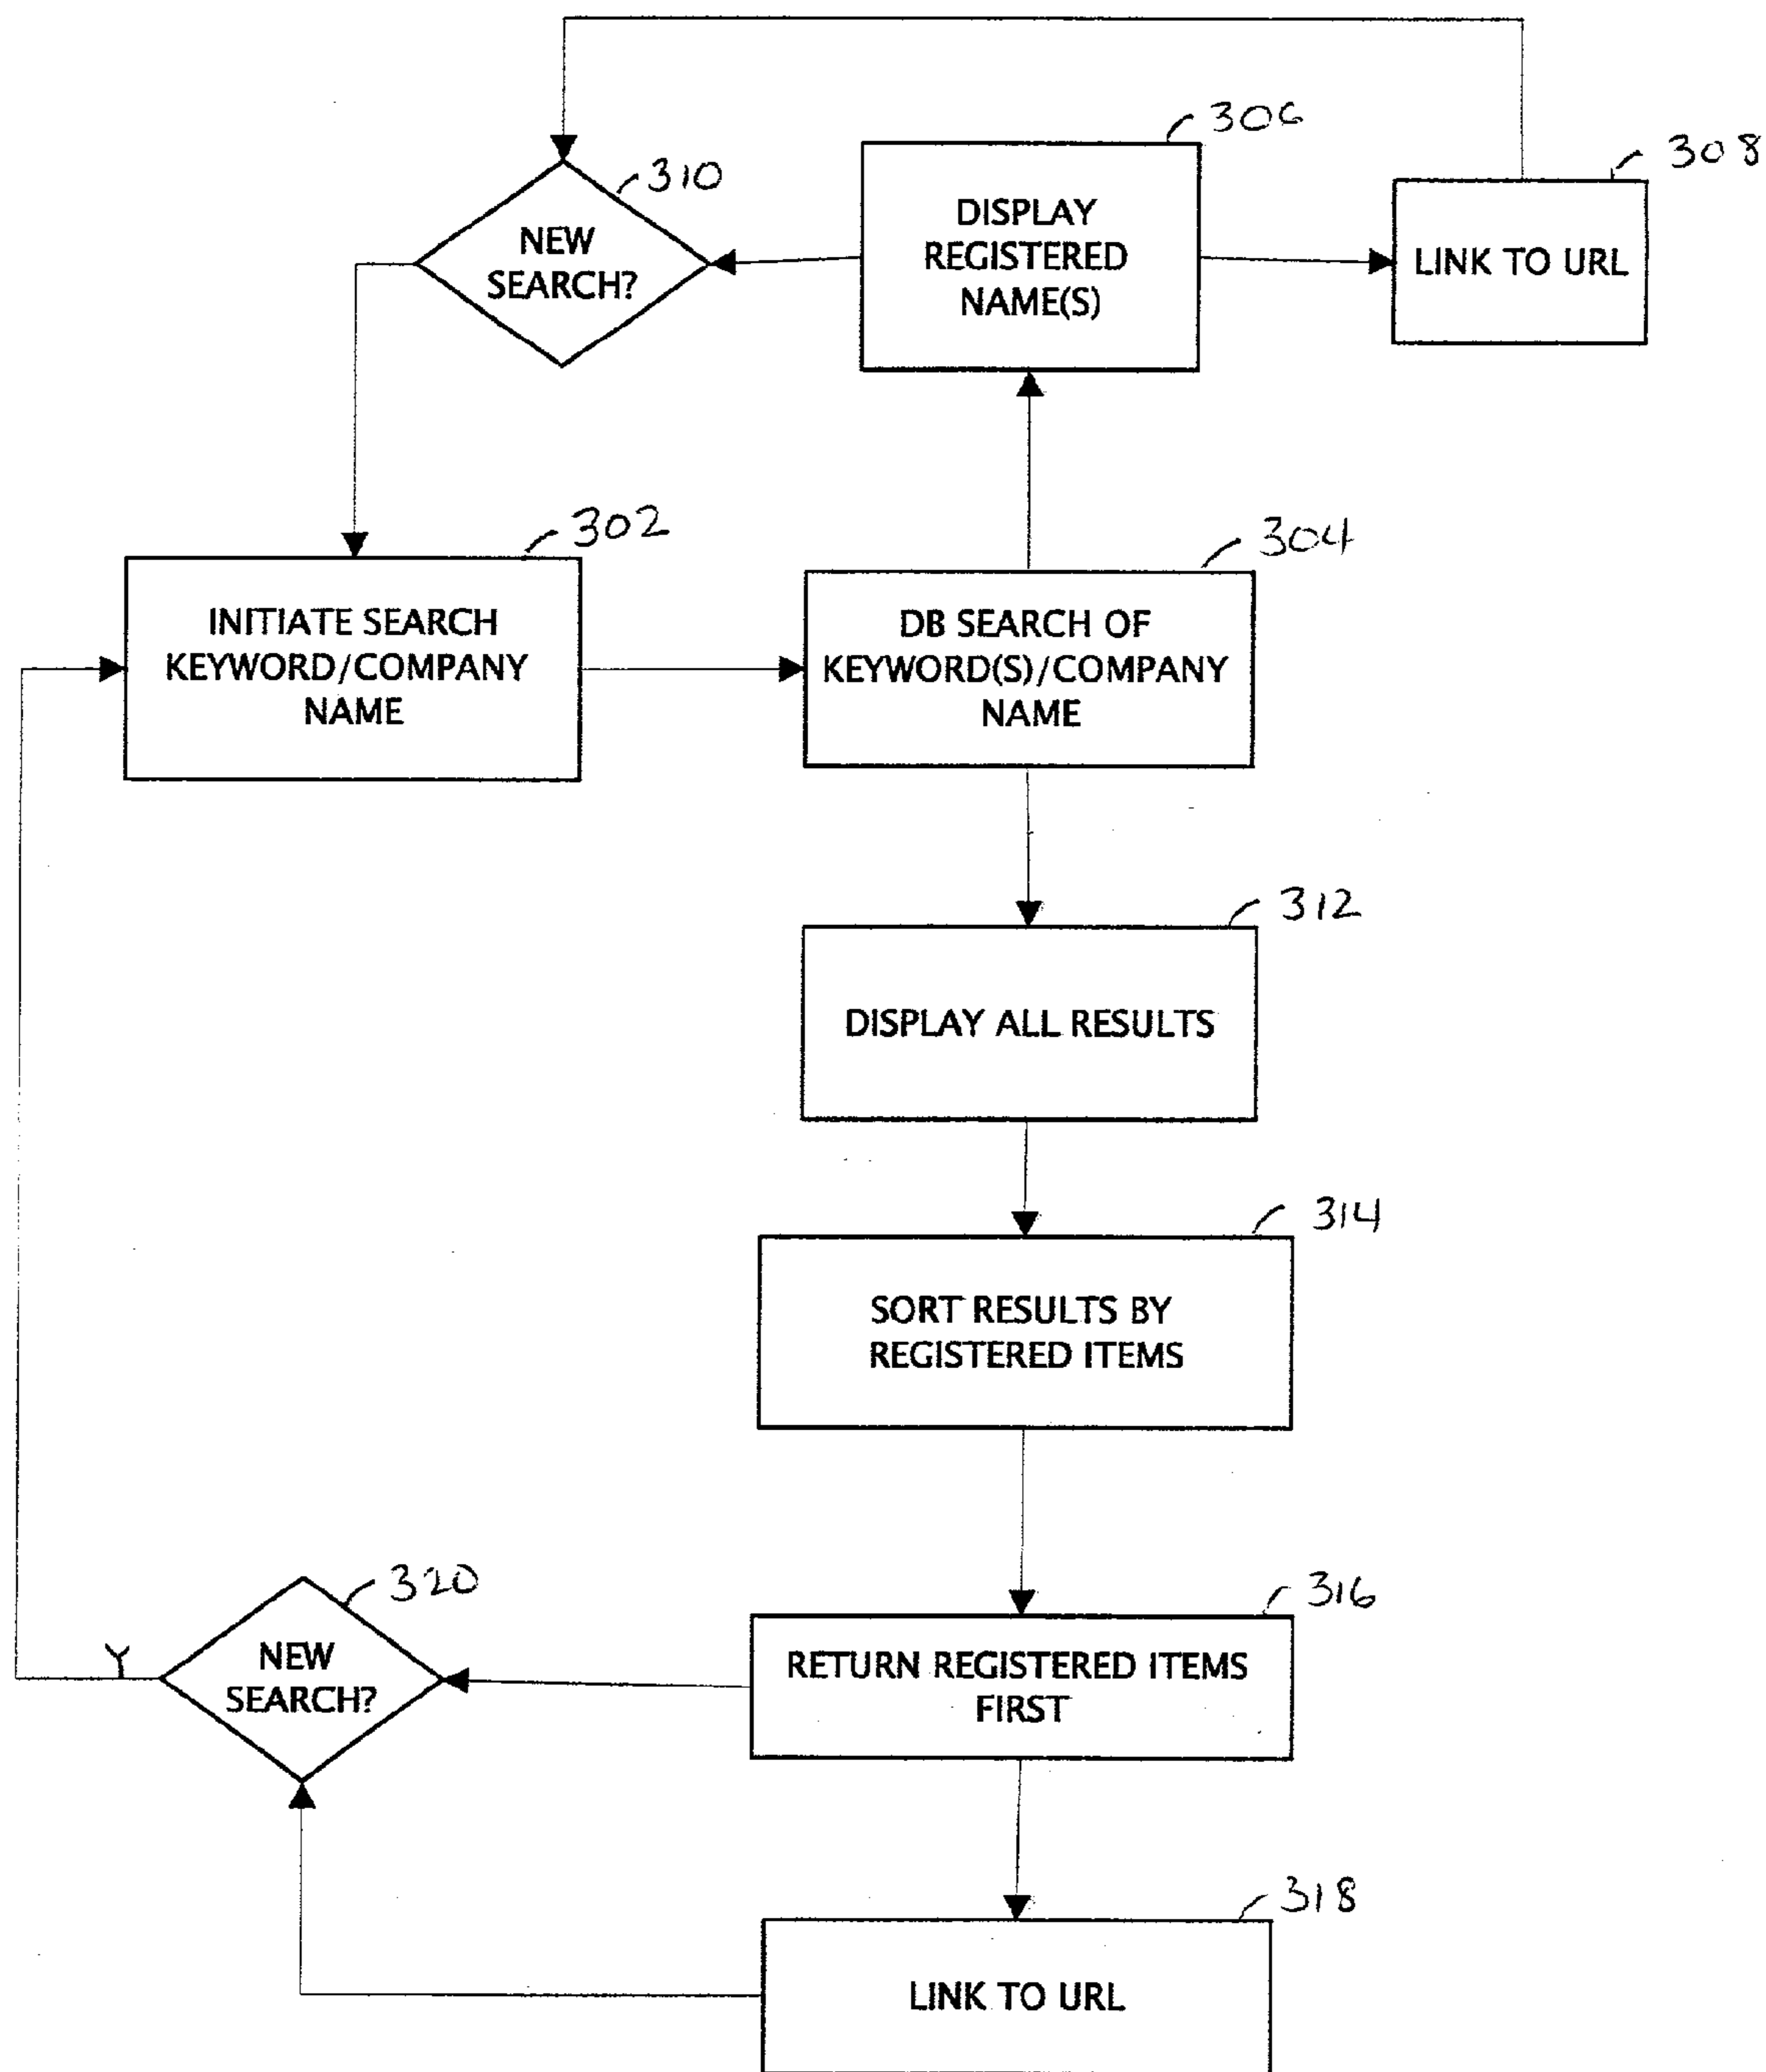 306
308
310
DISPLAY
REGISTERED
NAME(S)
NEW
SEARCH?
LINK TO URL
302
304
INITIATE SEARCH
KEYWORD/COMPANY
NAME
DB SEARCH OF
KEYWORD(S)/COMPANY
NAME
312
DISPLAY ALL RESULTS
314
SORT RESULTS BY
REGISTERED ITEMS
320
316
Y
NEW
SEARCH?
RETURN REGISTERED ITEMS
FIRST
318
LINK TO URL